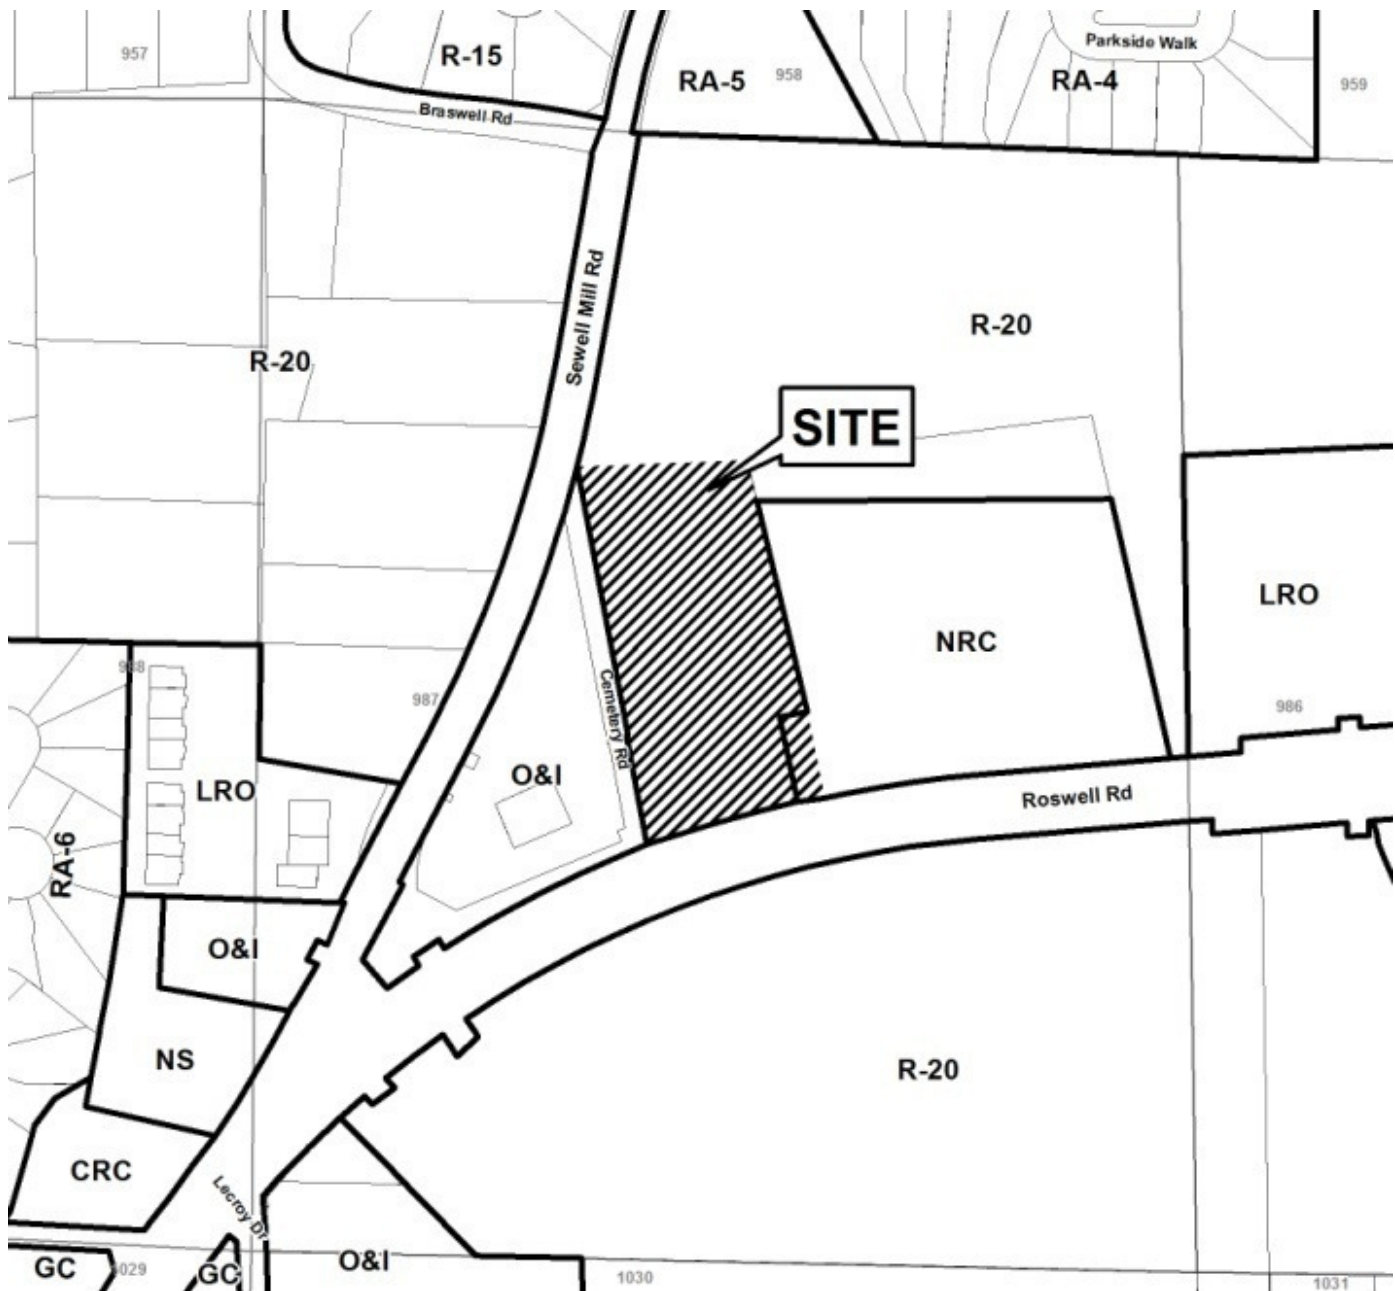 Parkside Walk
957
R-15
RA-5
958
RA-4
959
Braswell Rd
Sewell Mill Rd
R-20
R-20
SITE
LRO
NRC
Cemetery Rd
988
987
986
O&I
LRO
Roswell Rd
RA-6
O&I
NS
R-20
CRC
Lecroy Dr
O&I
GC
1029
GC
1030
1031